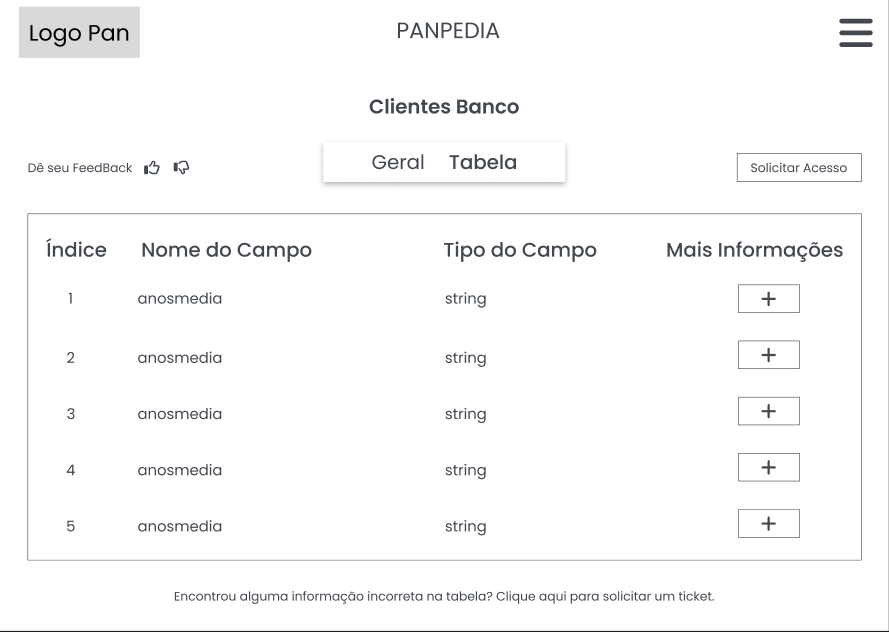 Logo Pan
PANPEDIA
Clientes Banco
Dê seu FeedBack
Geral Tabela
Solicitar Acesso
Índice Nome do Campo Tipo do Campo Mais Informações
1 anosmedia string +
2 anosmedia string +
3 anosmedia string +
4 anosmedia string +
5 anosmedia string +
Encontrou alguma informação incorreta na tabela? Clique aqui para solicitar um ticket.